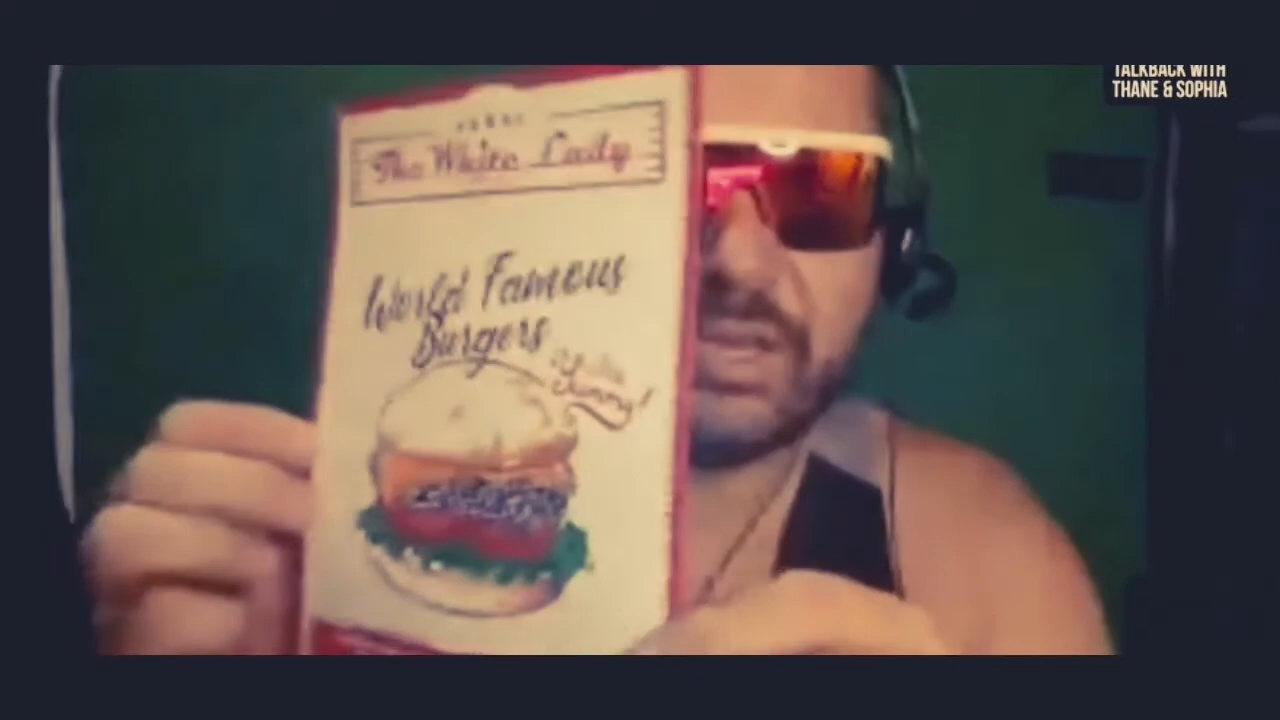 The White Lady
World Famous
Burgers
Yummy!
TALKBACK WITH
THANE & SOPHIA